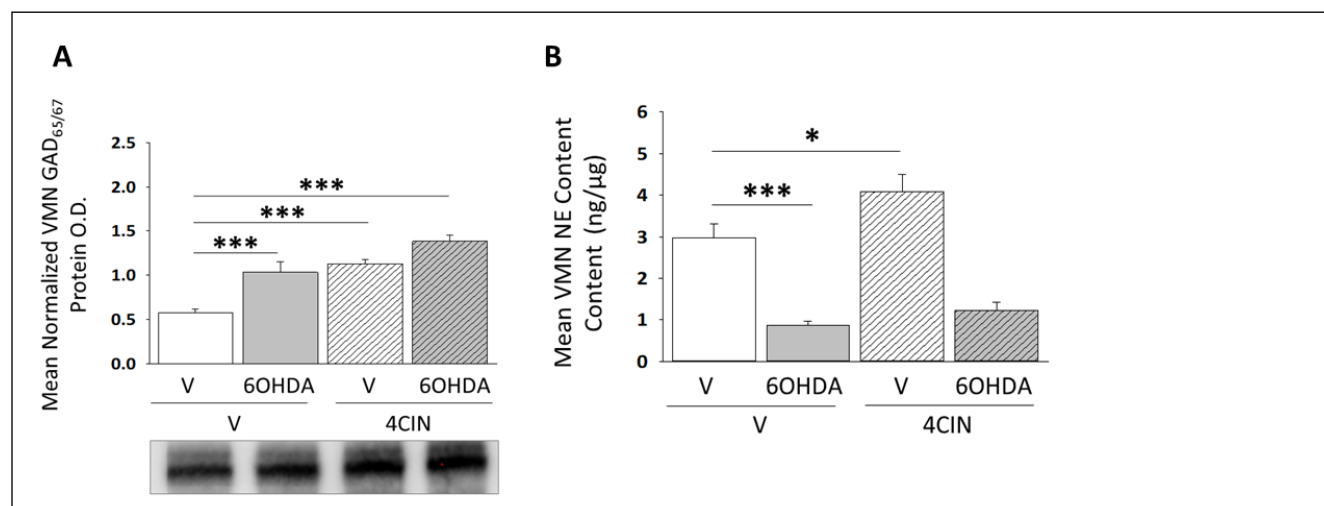 A
Mean Normalized VMN GAD65/67
Protein O.D.
2.5
2.0
1.5
1.0
0.5
0.0
***
***
***
V 6OHDA V 6OHDA
V 4CIN
B
Mean VMN NE Content
Content (ng/µg)
6
5
4
3
2
1
0
*
***
V 6OHDA V 6OHDA
V 4CIN